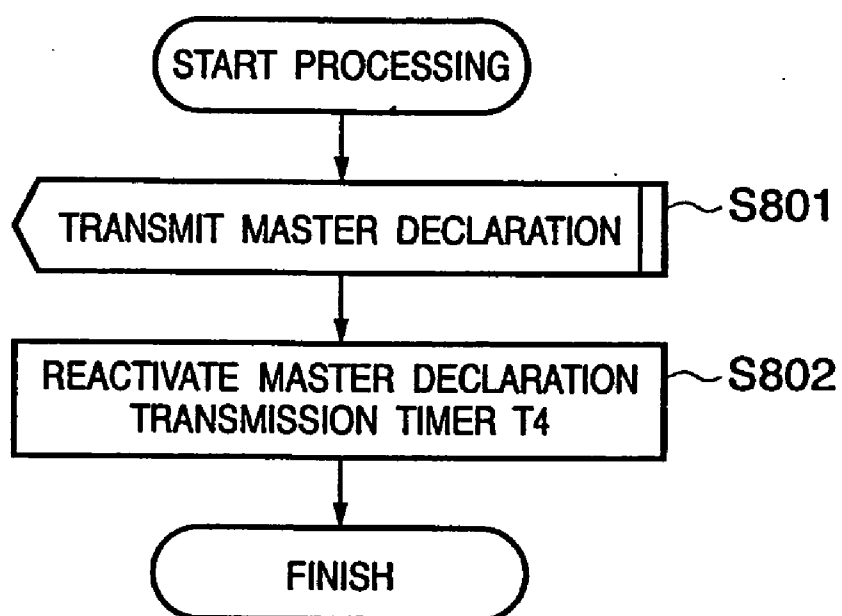 START PROCESSING
TRANSMIT MASTER DECLARATION
S801
REACTIVATE MASTER DECLARATION
TRANSMISSION TIMER T4
S802
FINISH